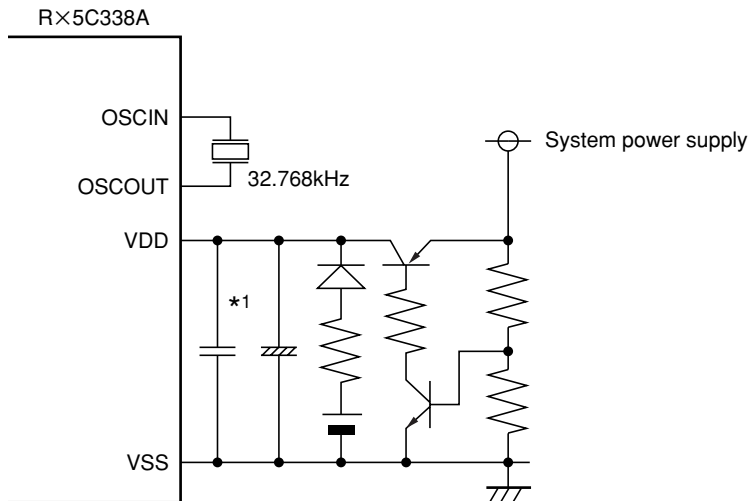 R×5C338A
OSCIN
System power supply
OSCOUT
32.768kHz
VDD
*1
VSS